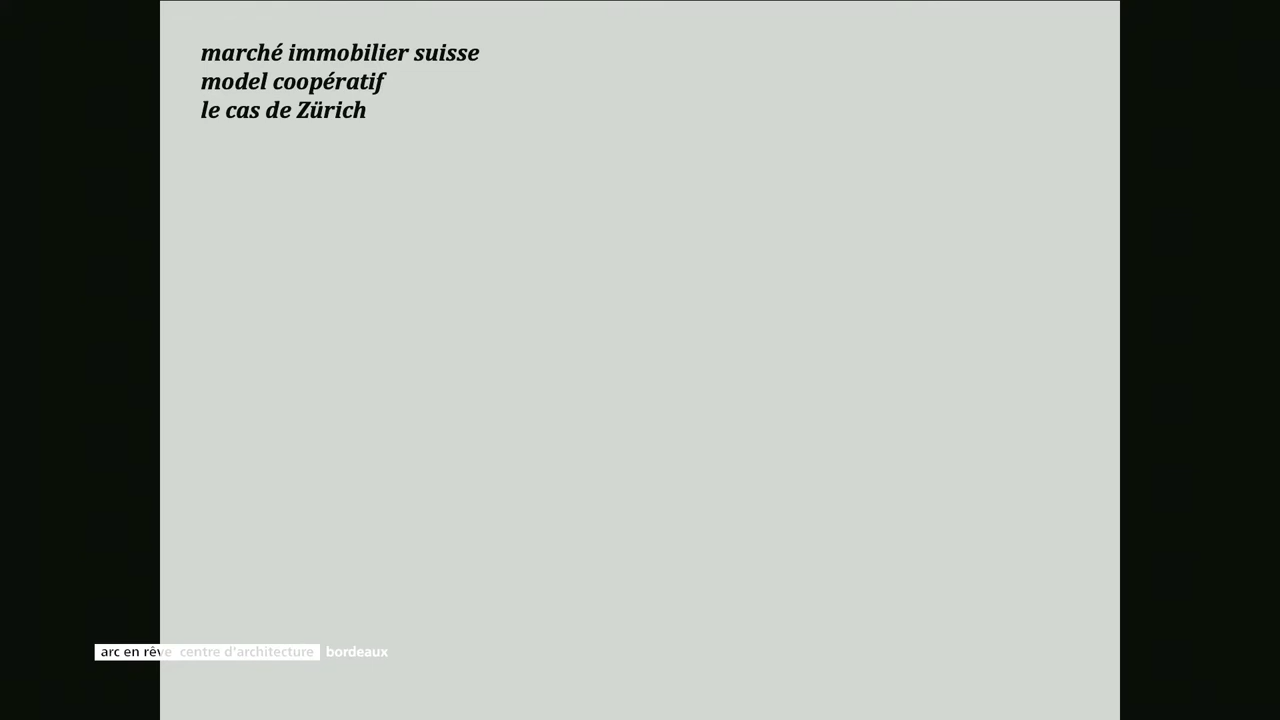 marché immobilier suisse
model coopératif
le cas de Zürich
arc en rêve centre d'architecture bordeaux